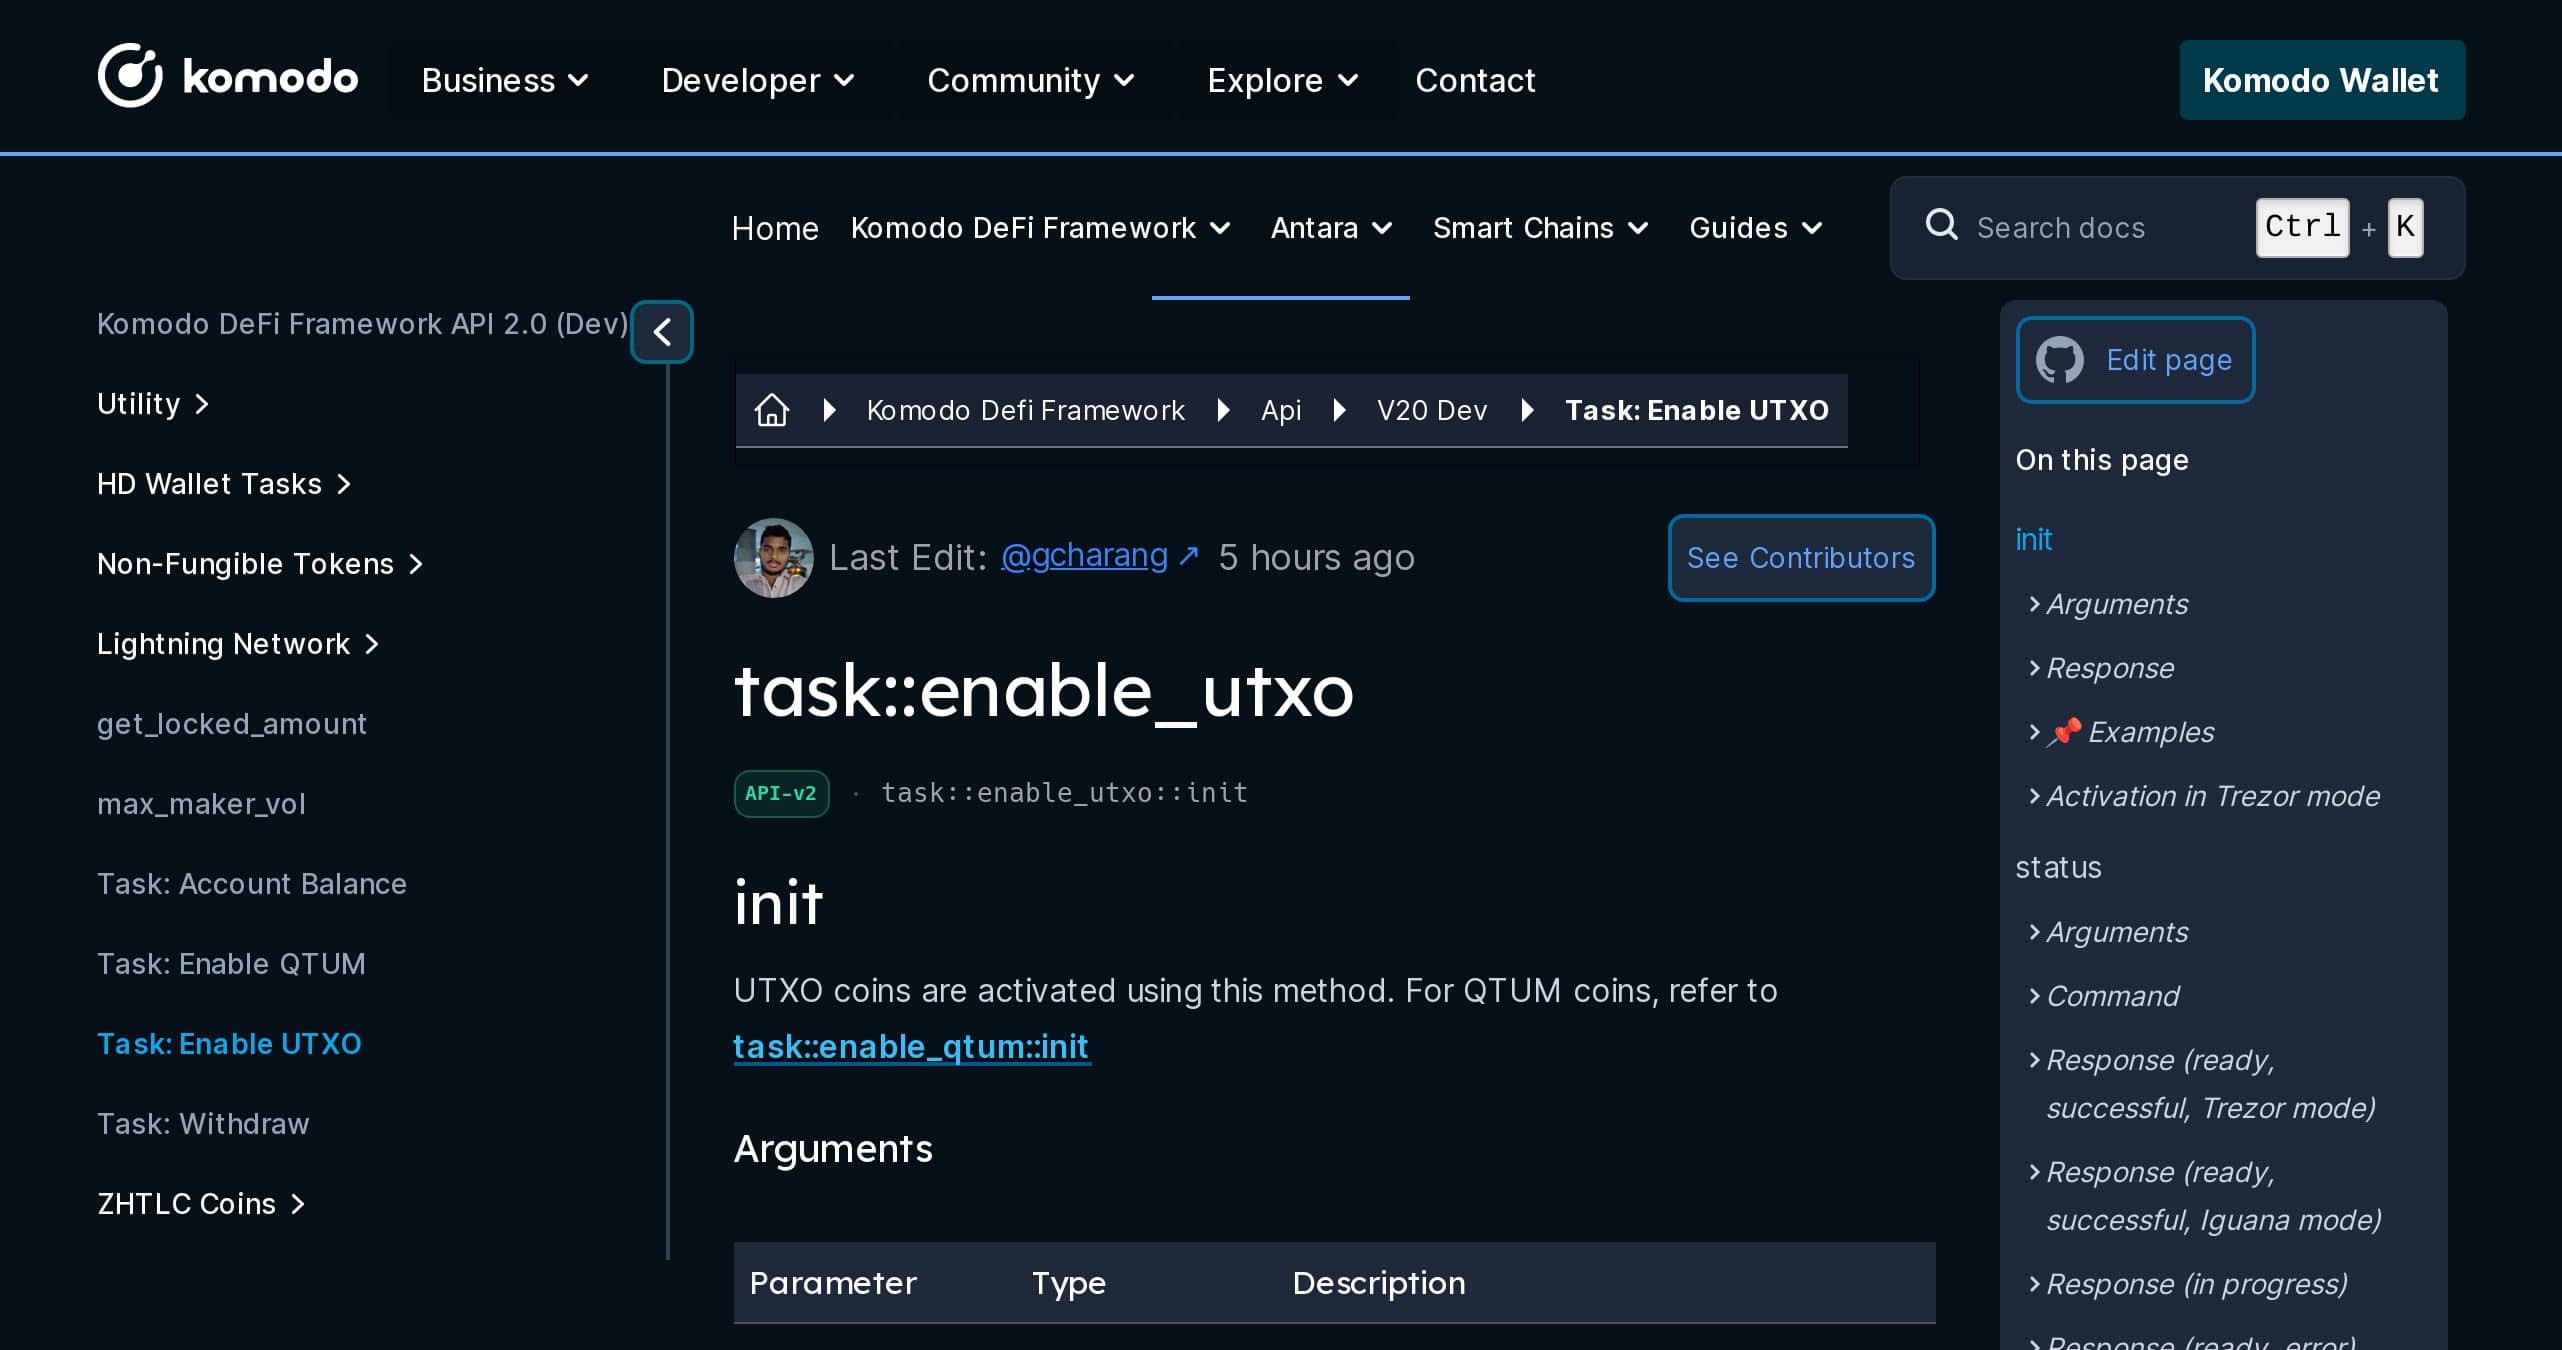 komodo
Business
Developer
Community
Explore
Contact
Komodo Wallet
Home
Komodo DeFi Framework
Antara
Smart Chains
Guides
Search docs
Ctrl + K
Komodo DeFi Framework API 2.0 (Dev)
Utility
HD Wallet Tasks
Non-Fungible Tokens
Lightning Network
get_locked_amount
max_maker_vol
Task: Account Balance
Task: Enable QTUM
Task: Enable UTXO
Task: Withdraw
ZHTLC Coins
Komodo Defi Framework
Api
V20 Dev
Task: Enable UTXO
Last Edit: @gcharang ↗ 5 hours ago
See Contributors
task::enable_utxo
API-v2 · task::enable_utxo::init
init
UTXO coins are activated using this method. For QTUM coins, refer to
task::enable_qtum::init
Arguments
Parameter Type Description
Edit page
On this page
init
Arguments
Response
📌 Examples
Activation in Trezor mode
status
Arguments
Command
Response (ready,
successful, Trezor mode)
Response (ready,
successful, Iguana mode)
Response (in progress)
Response (ready, error)